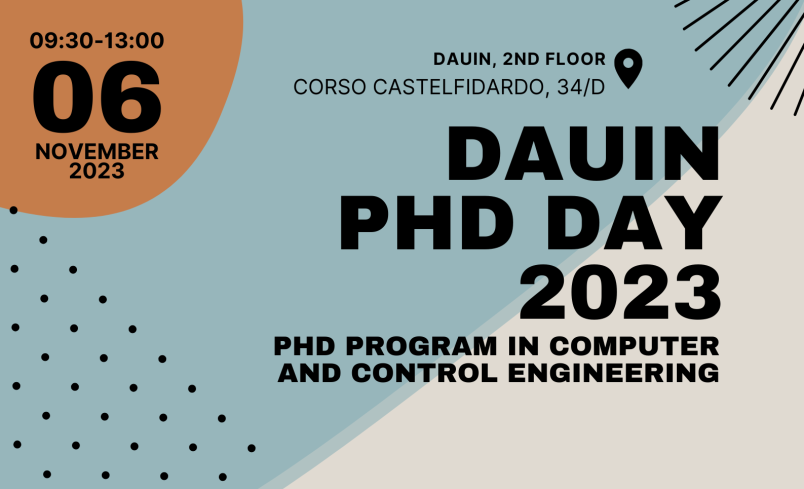 09:30-13:00
06
NOVEMBER
2023
DAUIN, 2ND FLOOR
CORSO CASTELFIDARDO, 34/D
DAUIN
PHD DAY
2023
PHD PROGRAM IN COMPUTER
AND CONTROL ENGINEERING